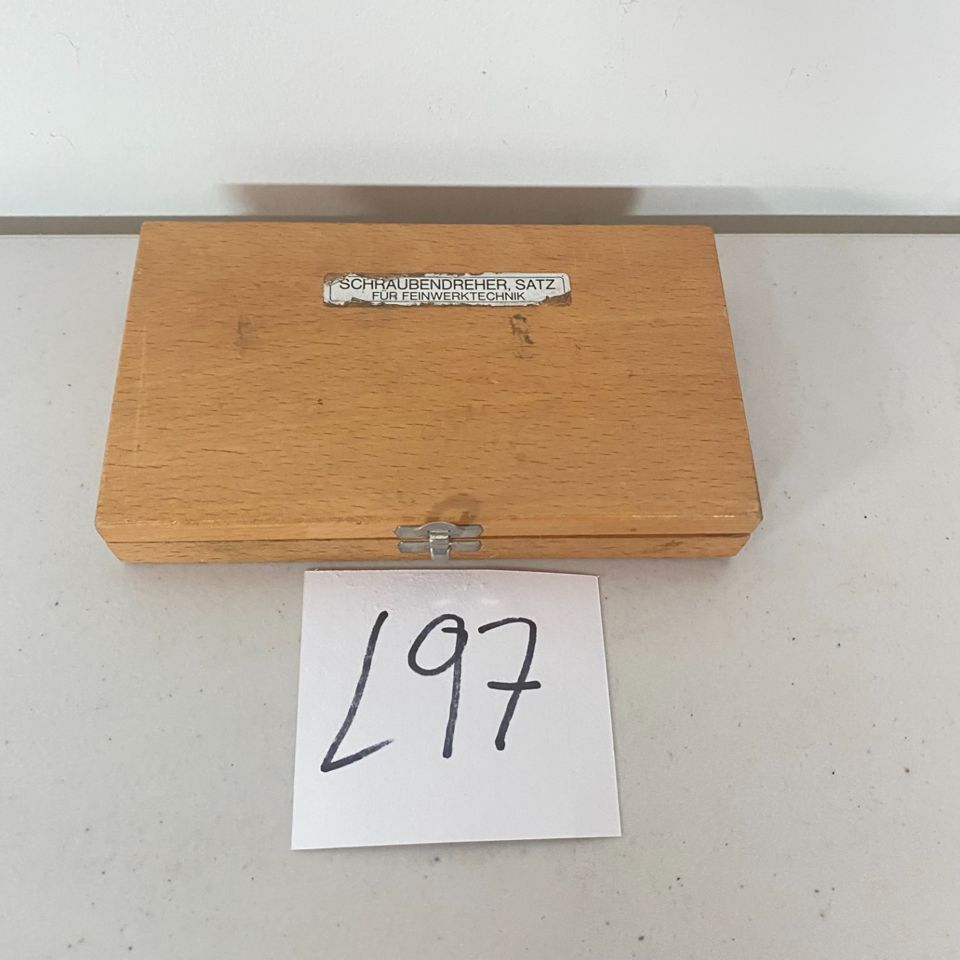 SCHRAUBENDREHER, SATZ
FÜR FEINWERKTECHNIK
L97